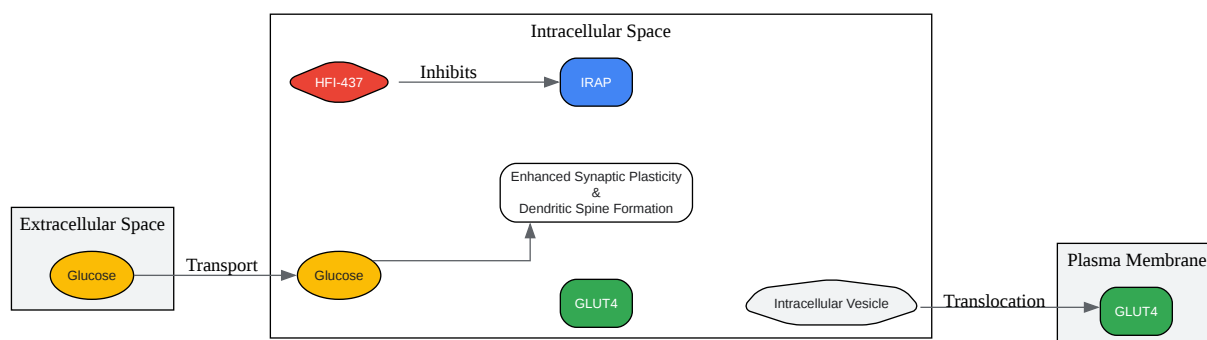 Intracellular Space
HFI-437
Inhibits
IRAP
Enhanced Synaptic Plasticity
&
Dendritic Spine Formation
Extracellular Space
Glucose
Transport
Glucose
GLUT4
Intracellular Vesicle
Translocation
Plasma Membrane
GLUT4